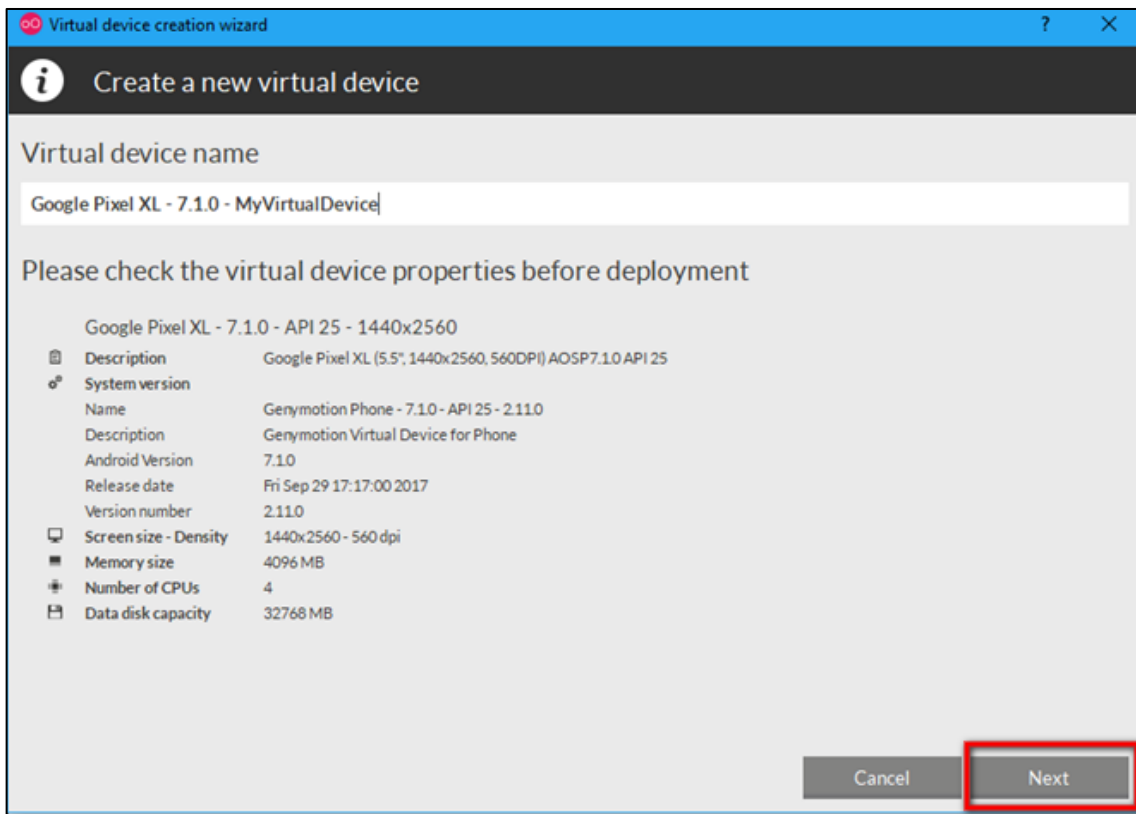 Virtual device creation wizard ? ×
i Create a new virtual device
Virtual device name
Google Pixel XL - 7.1.0 - MyVirtualDevice
Please check the virtual device properties before deployment
Google Pixel XL - 7.1.0 - API 25 - 1440x2560
Description Google Pixel XL (5.5", 1440x2560, 560DPI) AOSP7.1.0 API 25
System version
Name Genymotion Phone - 7.1.0 - API 25 - 2.11.0
Description Genymotion Virtual Device for Phone
Android Version 7.1.0
Release date Fri Sep 29 17:17:00 2017
Version number 2.11.0
Screen size - Density 1440x2560 - 560 dpi
Memory size 4096 MB
Number of CPUs 4
Data disk capacity 32768 MB
Cancel Next